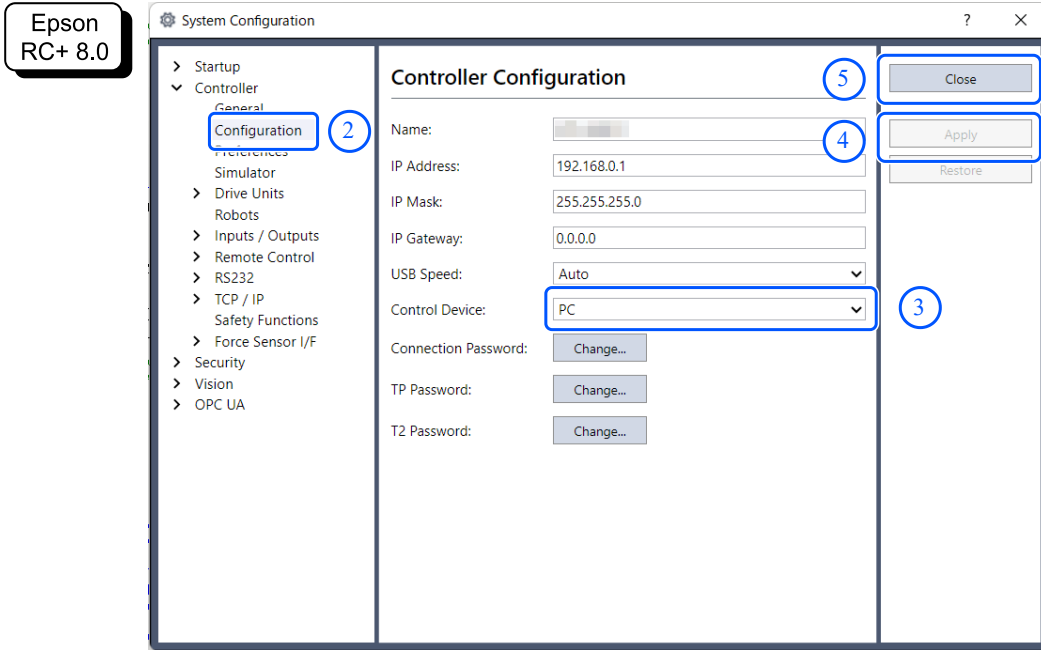 Epson
RC+ 8.0
System Configuration
?
Startup
Controller
General
Configuration
2
Preferences
Simulator
Drive Units
Robots
Inputs / Outputs
Remote Control
RS232
TCP / IP
Safety Functions
Force Sensor I/F
Security
Vision
OPC UA
Controller Configuration
Name:
IP Address: 192.168.0.1
IP Mask: 255.255.255.0
IP Gateway: 0.0.0.0
USB Speed: Auto
Control Device: PC
3
Connection Password: Change...
TP Password: Change...
T2 Password: Change...
5
Close
4
Apply
Restore